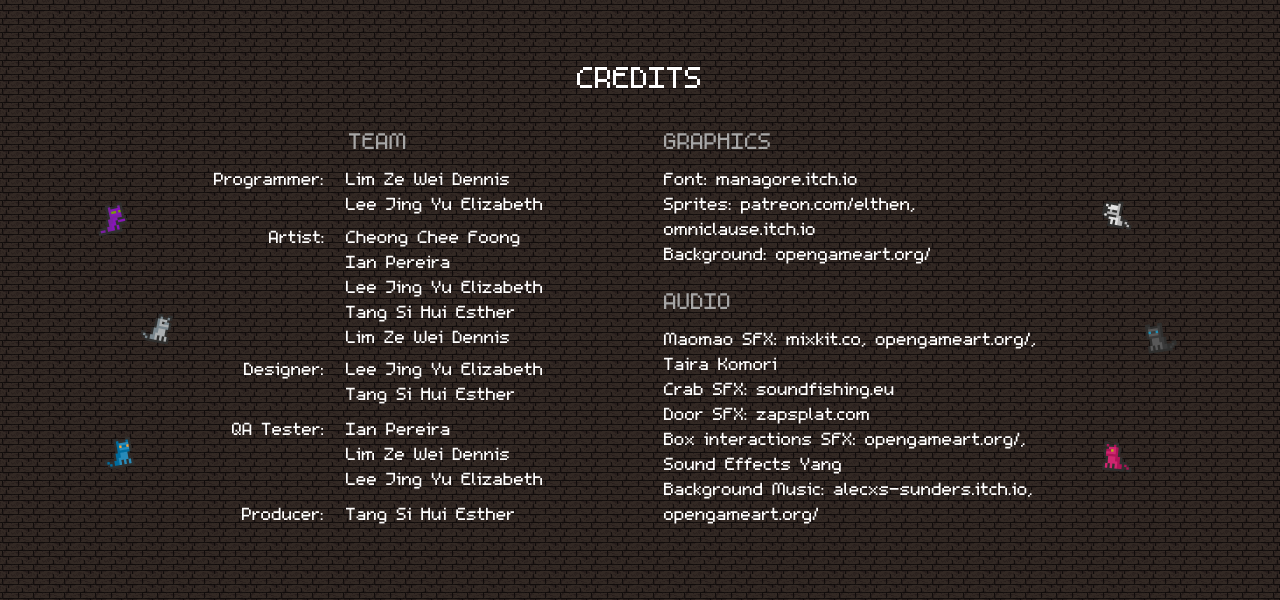 CREDITS
TEAM
Programmer: Lim Ze Wei Dennis
Lee Jing Yu Elizabeth
Artist: Cheong Chee Foong
Ian Pereira
Lee Jing Yu Elizabeth
Tang Si Hui Esther
Lim Ze Wei Dennis
Designer: Lee Jing Yu Elizabeth
Tang Si Hui Esther
QA Tester: Ian Pereira
Lim Ze Wei Dennis
Lee Jing Yu Elizabeth
Producer: Tang Si Hui Esther
GRAPHICS
Font: managore.itch.io
Sprites: patreon.com/elthen,
omniclause.itch.io
Background: opengameart.org/
AUDIO
Maomao SFX: mixkit.co, opengameart.org/,
Taira Komori
Crab SFX: soundfishing.eu
Door SFX: zapsplat.com
Box interactions SFX: opengameart.org/,
Sound Effects Yang
Background Music: alecxs-sunders.itch.io,
opengameart.org/